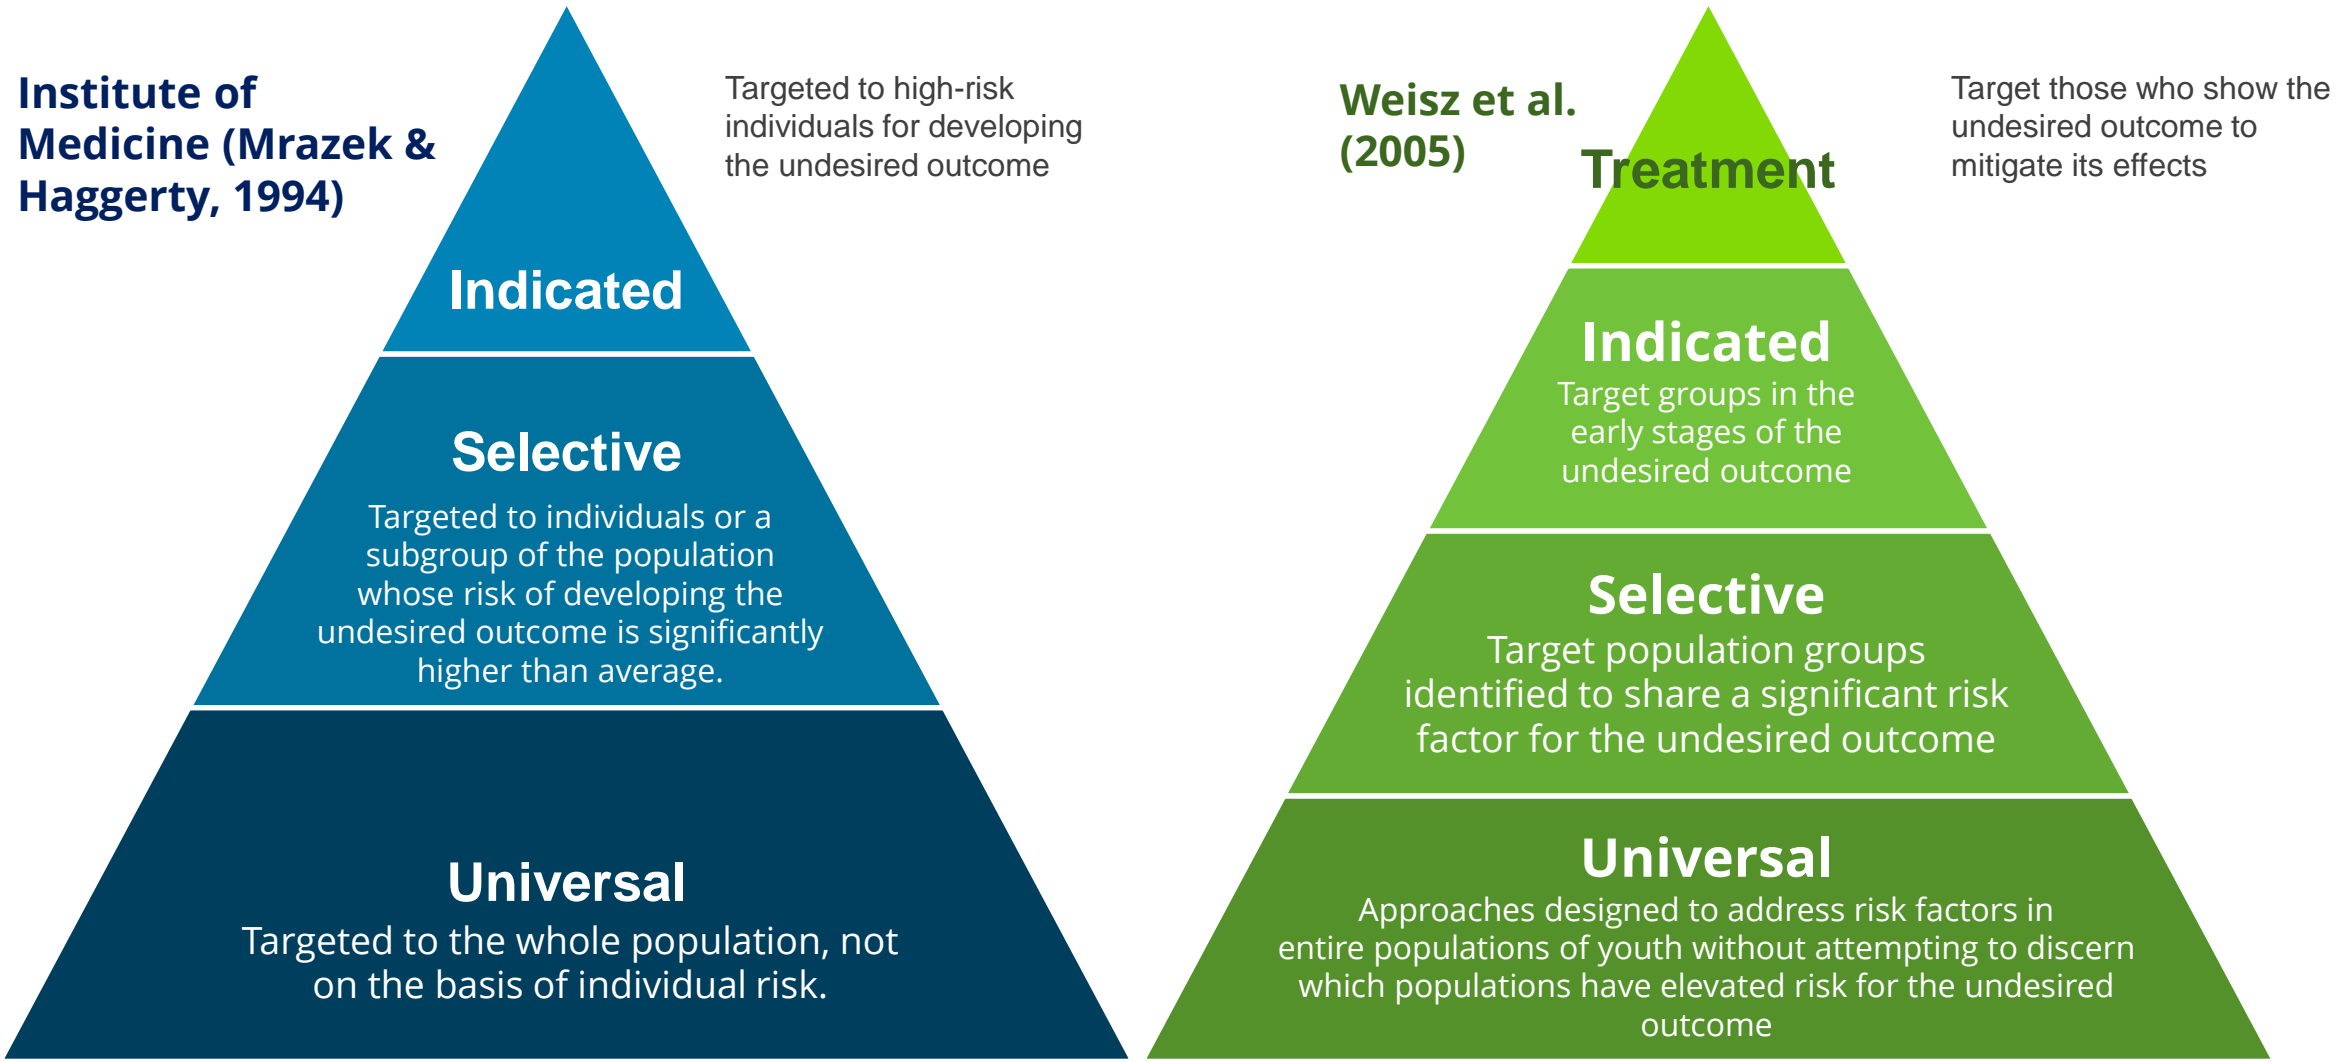 Institute of
Medicine (Mrazek &
Haggerty, 1994)
Targeted to high-risk
individuals for developing
the undesired outcome
Indicated
Selective
Targeted to individuals or a
subgroup of the population
whose risk of developing the
undesired outcome is significantly
higher than average.
Universal
Targeted to the whole population, not
on the basis of individual risk.
Weisz et al.
(2005)
Treatment
Target those who show the
undesired outcome to
mitigate its effects
Indicated
Target groups in the
early stages of the
undesired outcome
Selective
Target population groups
identified to share a significant risk
factor for the undesired outcome
Universal
Approaches designed to address risk factors in
entire populations of youth without attempting to discern
which populations have elevated risk for the undesired
outcome